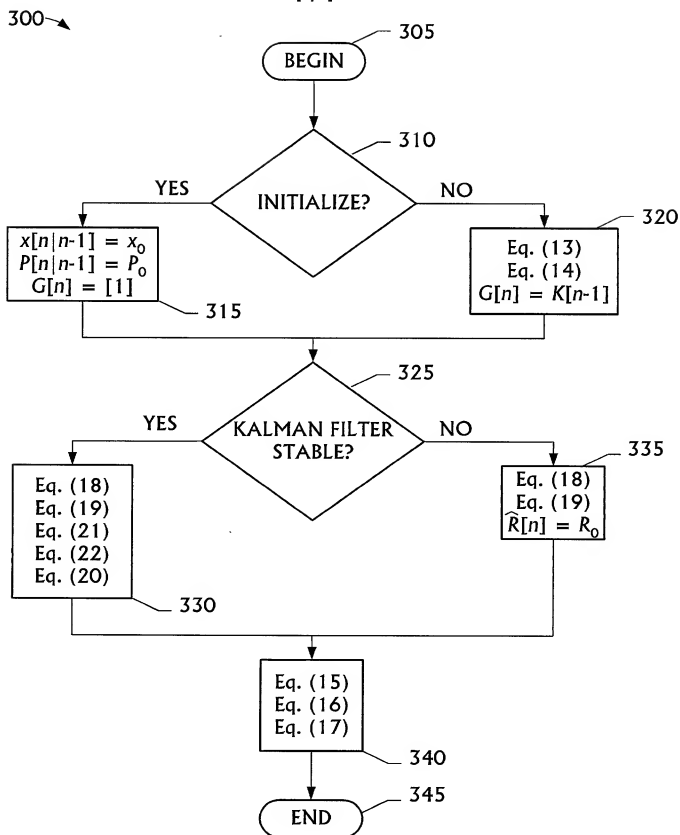 300
305
BEGIN
310
YES
INITIALIZE?
NO
320
x[n|n-1] = x₀
P[n|n-1] = P₀
G[n] = [1]
315
Eq. (13)
Eq. (14)
G[n] = K[n-1]
325
YES
KALMAN FILTER
STABLE?
NO
335
Eq. (18)
Eq. (19)
Eq. (21)
Eq. (22)
Eq. (20)
330
Eq. (18)
Eq. (19)
R̂[n] = R₀
Eq. (15)
Eq. (16)
Eq. (17)
340
345
END